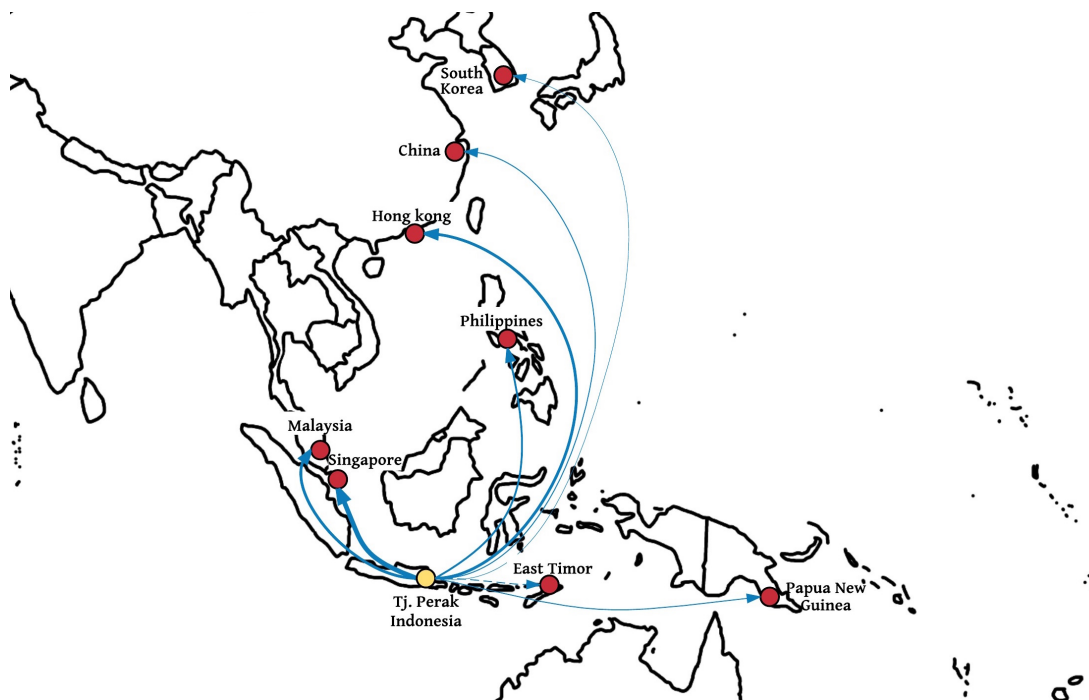 South
Korea
China
Hong kong
Philippines
Malaysia
Singapore
East Timor
Tj. Perak
Indonesia
Papua New
Guinea